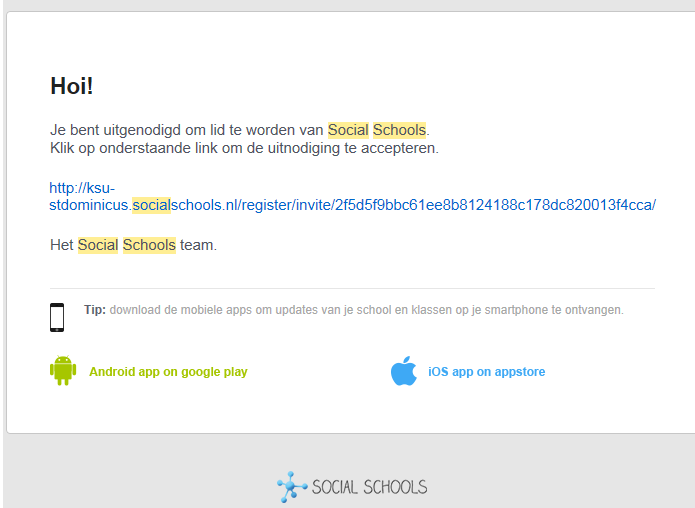 Hoi!
Je bent uitgenodigd om lid te worden van Social Schools.
Klik op onderstaande link om de uitnodiging te accepteren.
http://ksu-
stdominicus.socialschools.nl/register/invite/2f5d5f9bbc61ee8b8124188c178dc820013f4cca/
Het Social Schools team.
Tip: download de mobiele apps om updates van je school en klassen op je smartphone te ontvangen.
Android app on google play
iOS app on appstore
SOCIAL SCHOOLS